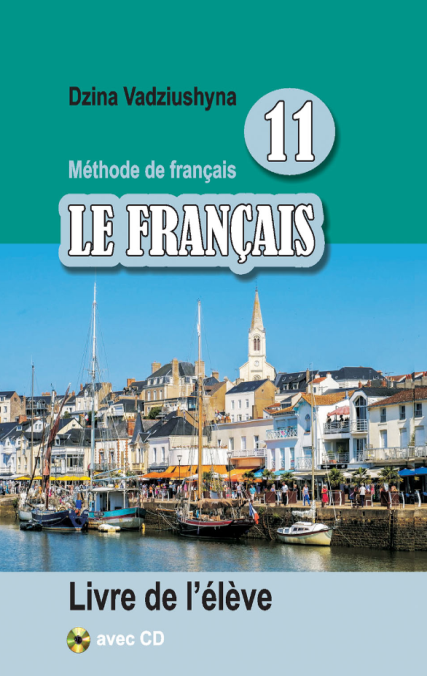 Dzina Vadziushyna
11
Méthode de français
LE FRANÇAIS
Livre de l'élève
avec CD